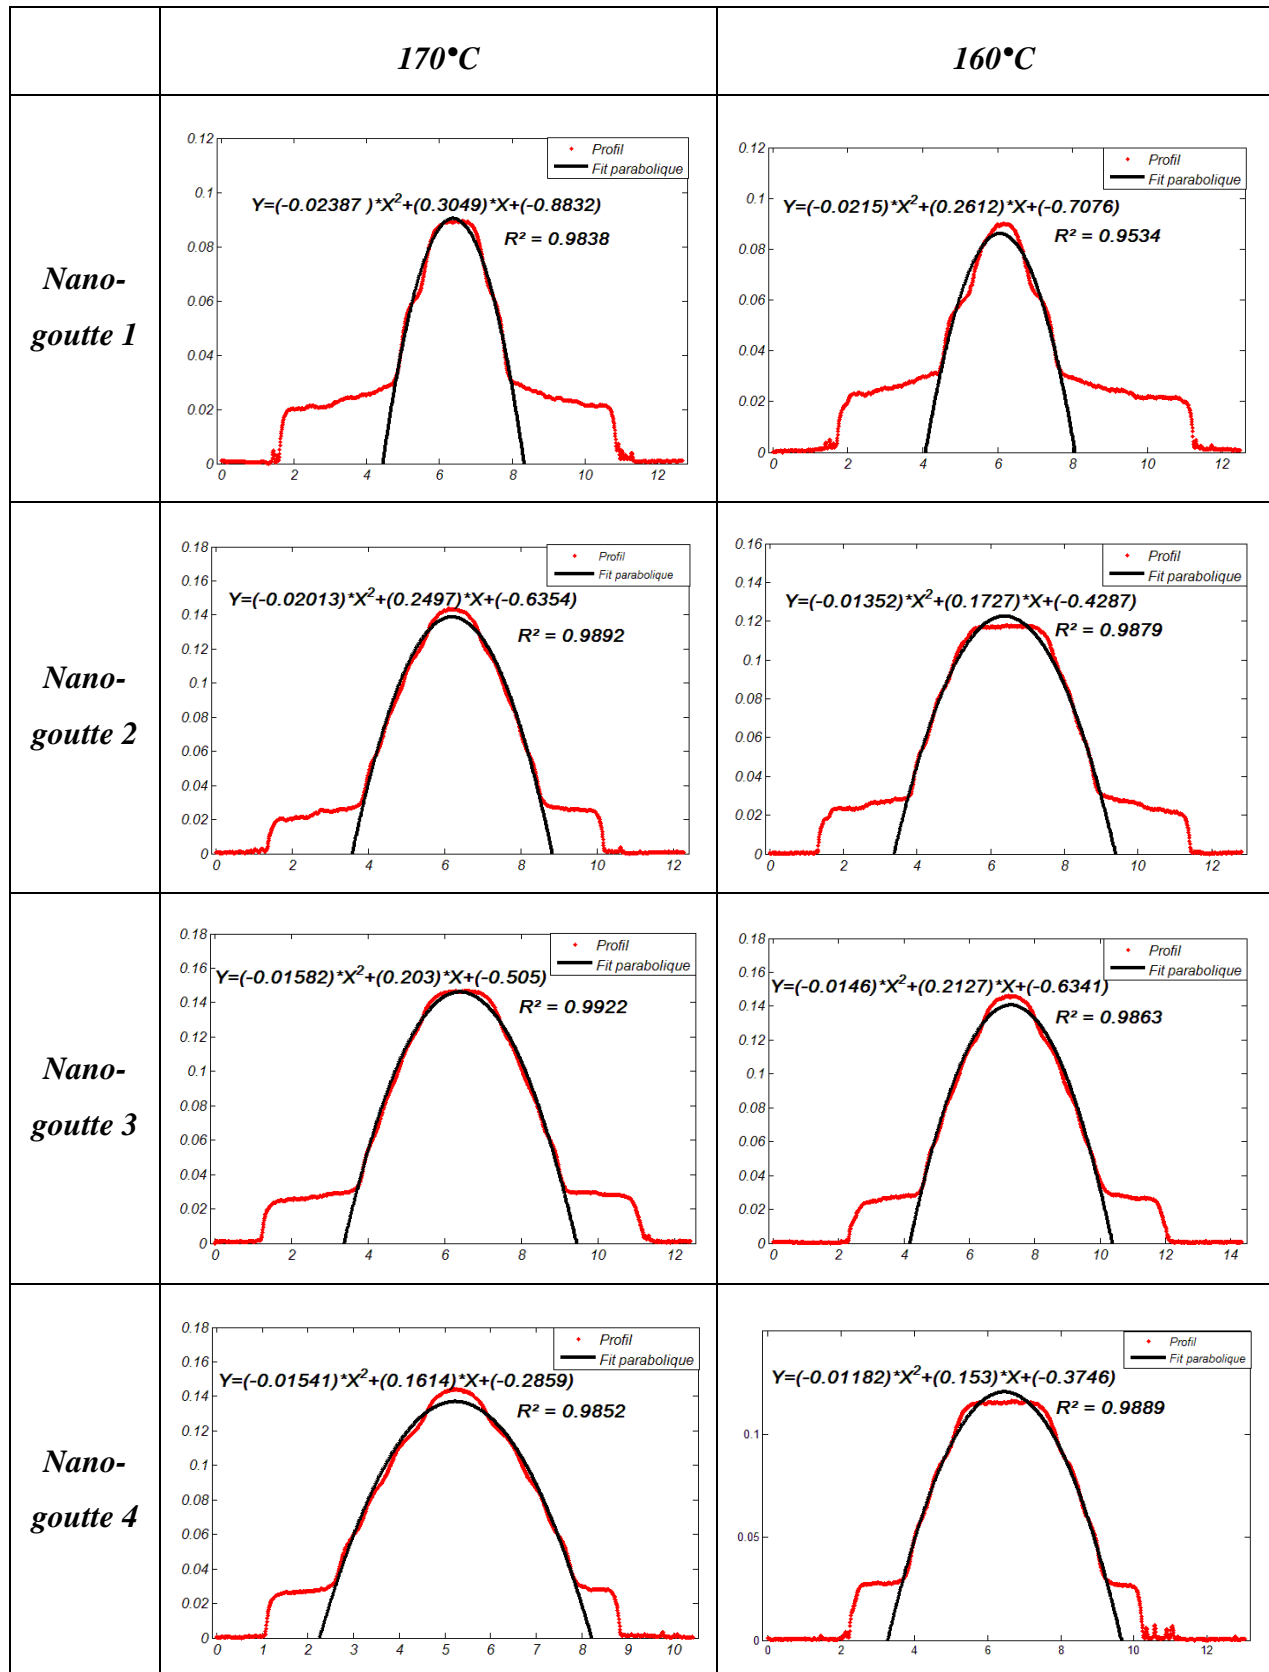 170°C
160°C
Nano-
goutte 1
0.12
0.1
0.08
0.06
0.04
0.02
0
0 2 4 6 8 10 12
Profil
Fit parabolique
Y=(-0.02387 )*X²+(0.3049)*X+(-0.8832)
R² = 0.9838
0.12
0.1
0.08
0.06
0.04
0.02
0
0 2 4 6 8 10 12
Profil
Fit parabolique
Y=(-0.0215)*X²+(0.2612)*X+(-0.7076)
R² = 0.9534
Nano-
goutte 2
0.18
0.16
0.14
0.12
0.1
0.08
0.06
0.04
0.02
0
0 2 4 6 8 10 12
Profil
Fit parabolique
Y=(-0.02013)*X²+(0.2497)*X+(-0.6354)
R² = 0.9892
0.16
0.14
0.12
0.1
0.08
0.06
0.04
0.02
0
0 2 4 6 8 10 12
Profil
Fit parabolique
Y=(-0.01352)*X²+(0.1727)*X+(-0.4287)
R² = 0.9879
Nano-
goutte 3
0.18
0.16
0.14
0.12
0.1
0.08
0.06
0.04
0.02
0
0 2 4 6 8 10 12
Profil
Fit parabolique
Y=(-0.01582)*X²+(0.203)*X+(-0.505)
R² = 0.9922
0.18
0.16
0.14
0.12
0.1
0.08
0.06
0.04
0.02
0
0 2 4 6 8 10 12 14
Profil
Fit parabolique
Y=(-0.0146)*X²+(0.2127)*X+(-0.6341)
R² = 0.9863
Nano-
goutte 4
0.18
0.16
0.14
0.12
0.1
0.08
0.06
0.04
0.02
0
0 1 2 3 4 5 6 7 8 9 10
Profil
Fit parabolique
Y=(-0.01541)*X²+(0.1614)*X+(-0.2859)
R² = 0.9852
0.1
0.05
0
0 2 4 6 8 10 12
Profil
Fit parabolique
Y=(-0.01182)*X²+(0.153)*X+(-0.3746)
R² = 0.9889